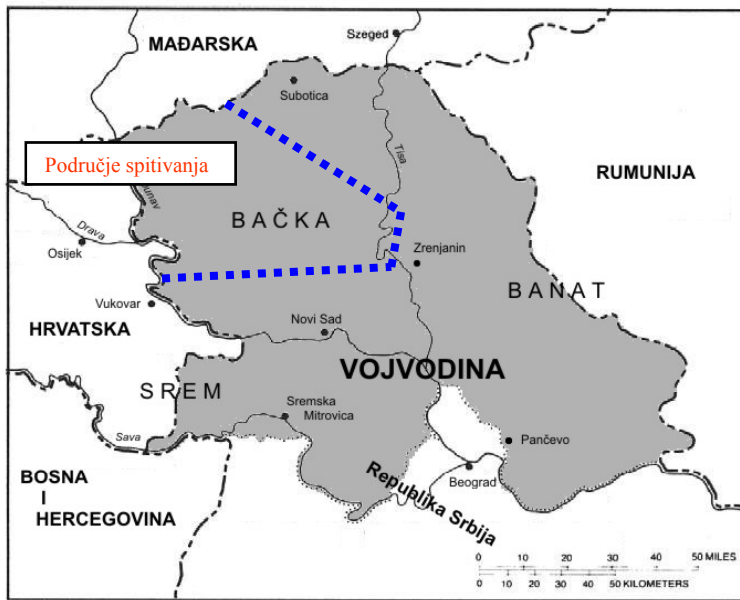 MAĐARSKA
Szeged
Subotica
Područje spitivanja
Tisa
RUMUNIJA
BAČKA
Drava
Osijek
Zrenjanin
BANAT
Vukovar
HRVATSKA
Novi Sad
VOJVODINA
SREM
Sremska
Mitrovica
Sava
Pančevo
Beograd
BOSNA
I
HERCEGOVINA
Republika Srbija
0 10 20 30 40 50 MILES
0 10 20 30 40 50 KILOMETERS